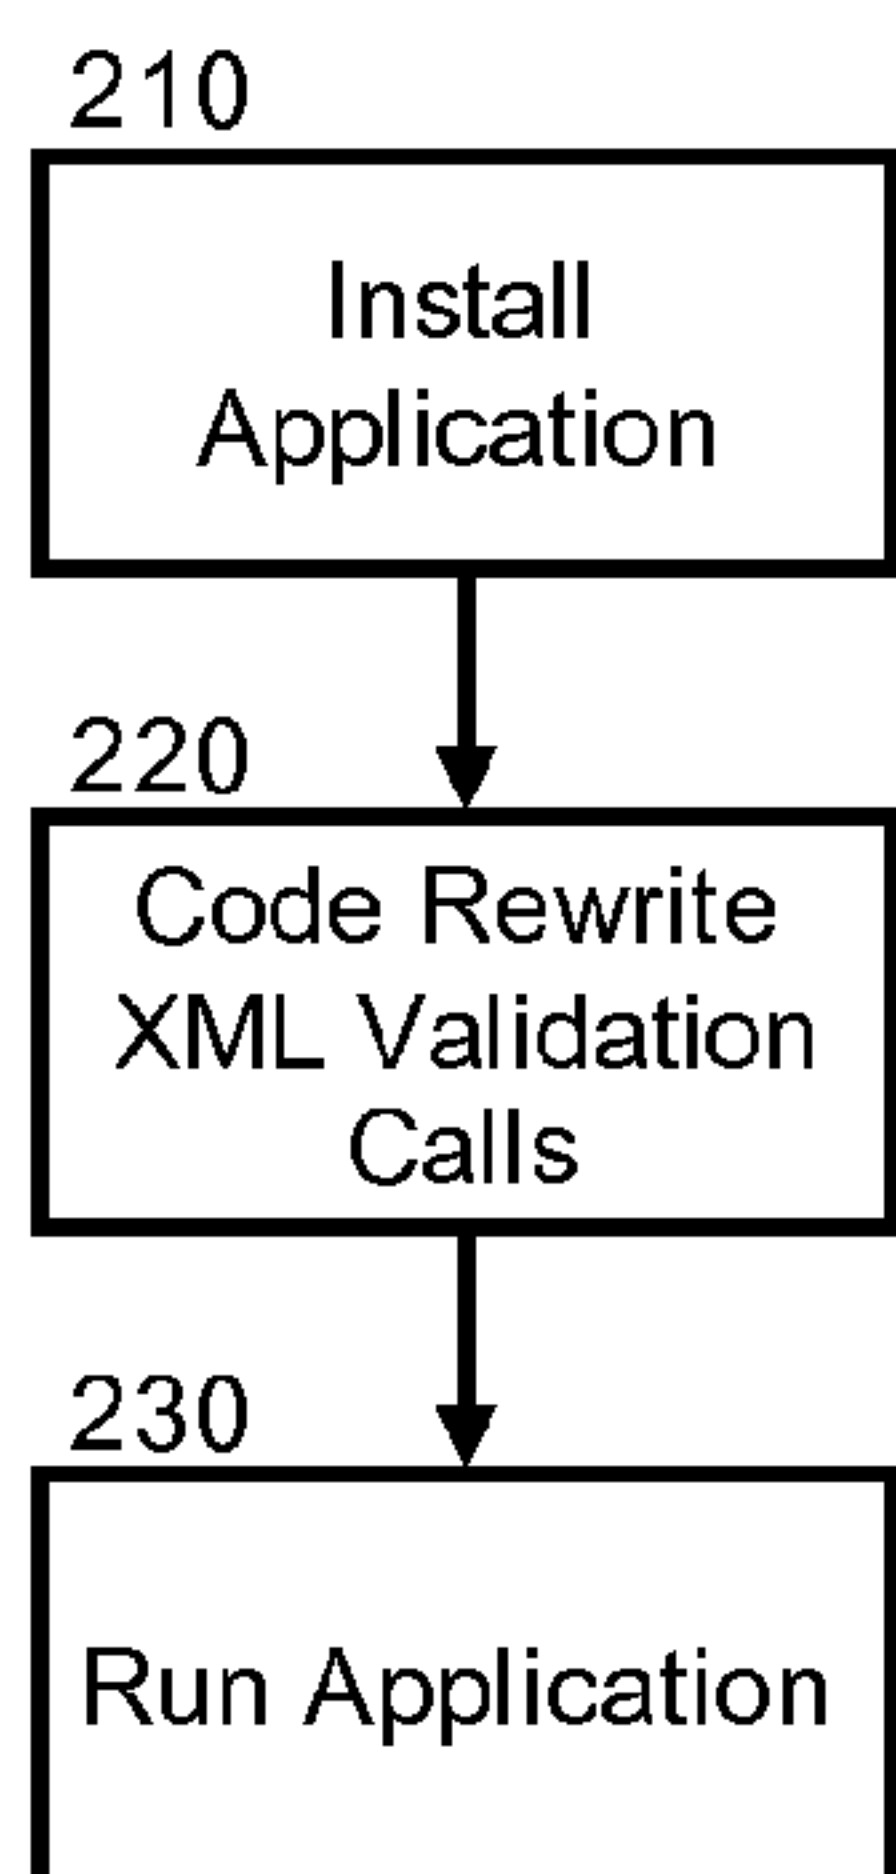 210
Install
Application
220
Code Rewrite
XML Validation
Calls
230
Run Application